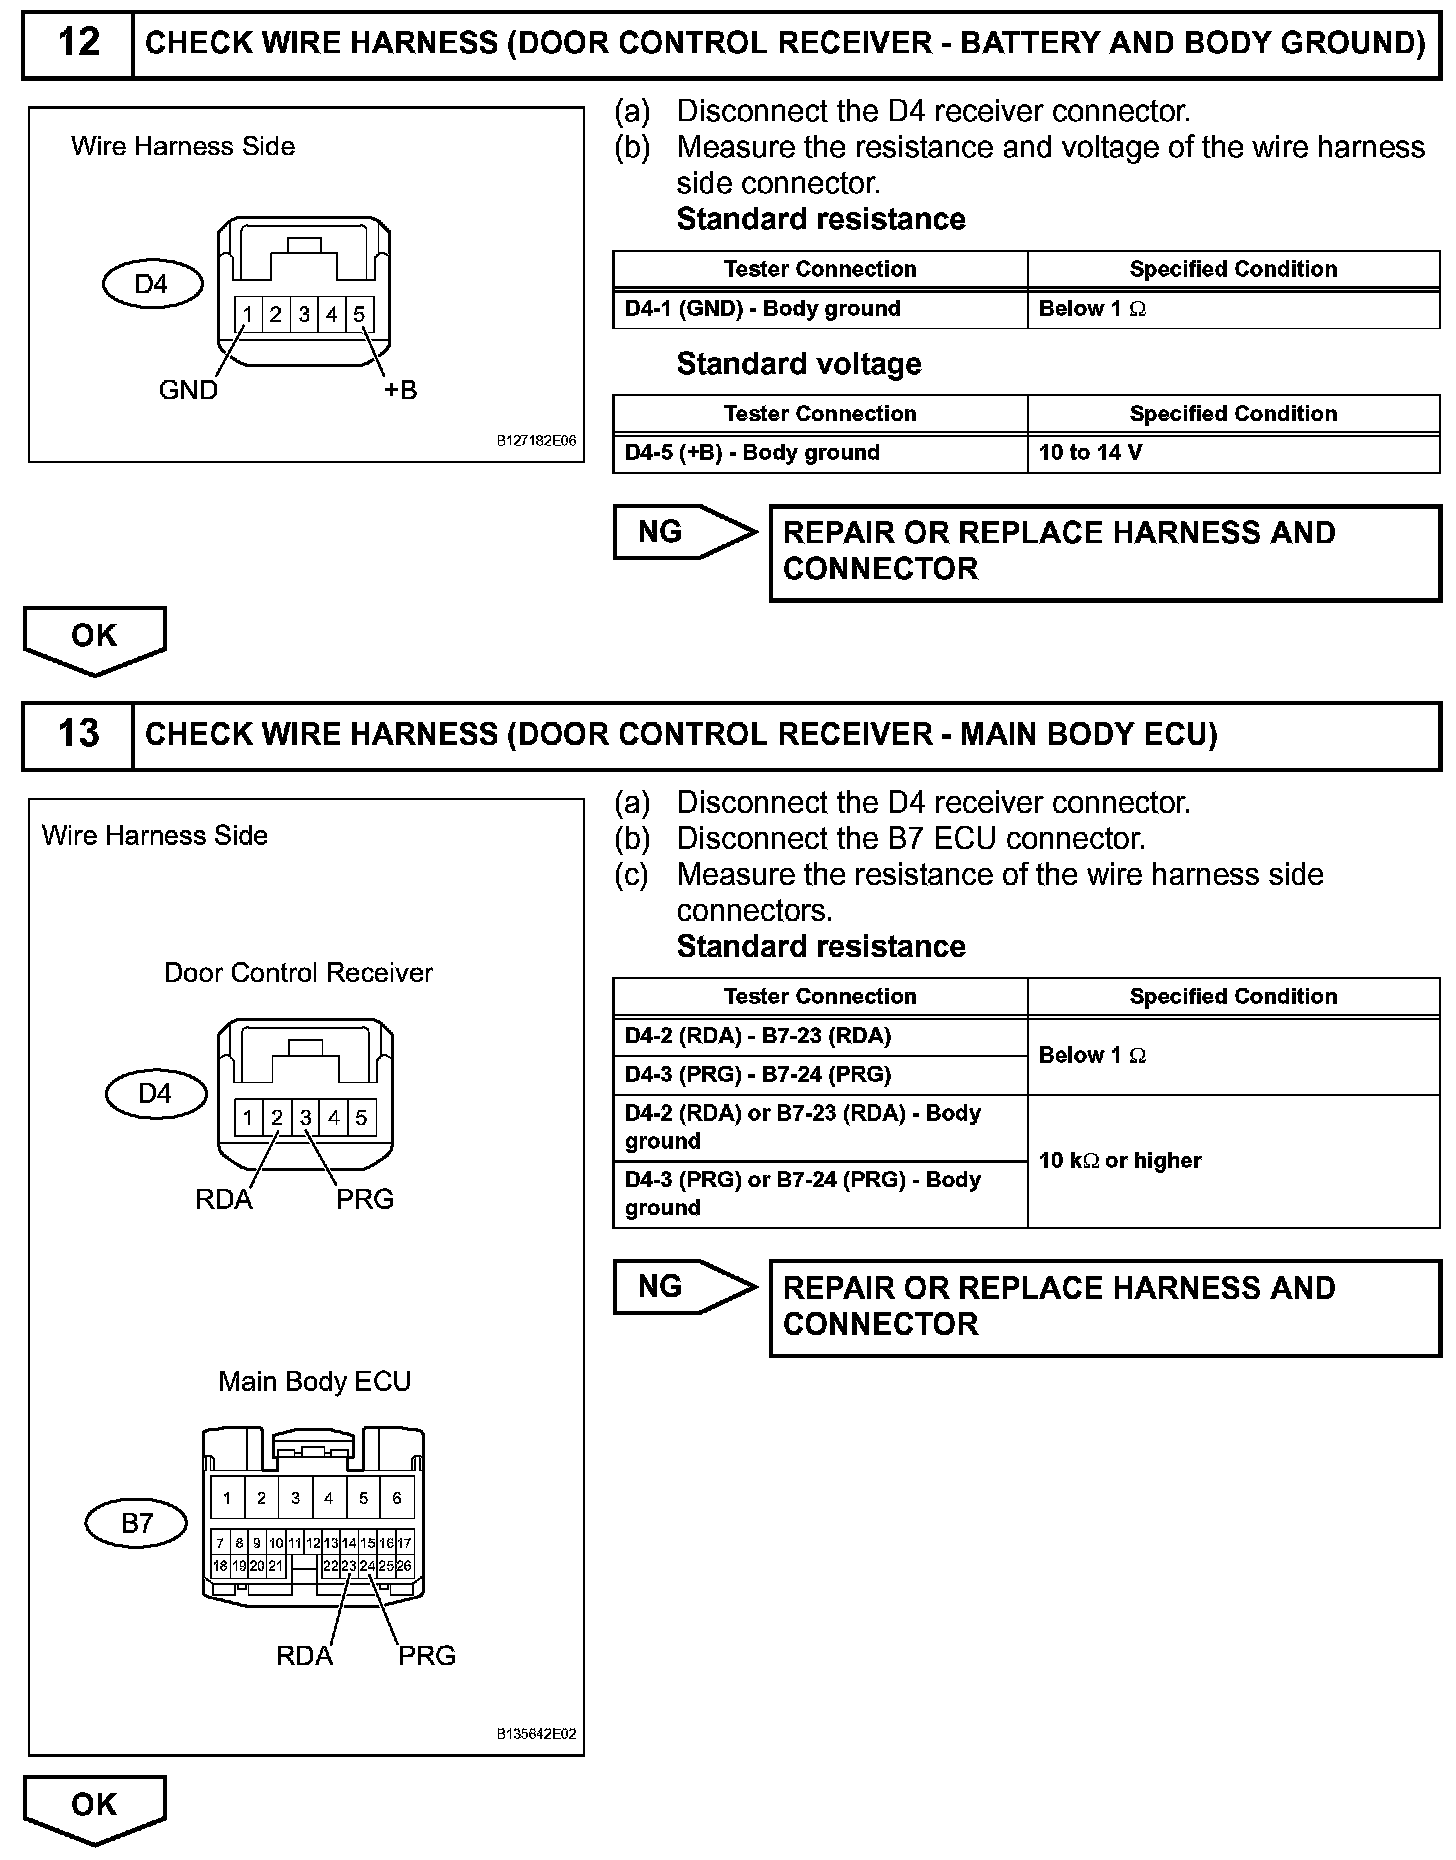 12 CHECK WIRE HARNESS (DOOR CONTROL RECEIVER - BATTERY AND BODY GROUND)
Wire Harness Side
D4
1 2 3 4 5
GND +B
B127182E06
(a) Disconnect the D4 receiver connector.
(b) Measure the resistance and voltage of the wire harness
side connector.
Standard resistance
Tester Connection Specified Condition
D4-1 (GND) - Body ground Below 1 Ω
Standard voltage
Tester Connection Specified Condition
D4-5 (+B) - Body ground 10 to 14 V
NG REPAIR OR REPLACE HARNESS AND
CONNECTOR
OK
13 CHECK WIRE HARNESS (DOOR CONTROL RECEIVER - MAIN BODY ECU)
Wire Harness Side
Door Control Receiver
D4
1 2 3 4 5
RDA PRG
Main Body ECU
1 2 3 4 5 6
B7
7 8 9 10 11 12 13 14 15 16 17
18 19 20 21 22 23 24 25 26
RDA PRG
B135642E02
(a) Disconnect the D4 receiver connector.
(b) Disconnect the B7 ECU connector.
(c) Measure the resistance of the wire harness side
connectors.
Standard resistance
Tester Connection Specified Condition
D4-2 (RDA) - B7-23 (RDA)
Below 1 Ω
D4-3 (PRG) - B7-24 (PRG)
D4-2 (RDA) or B7-23 (RDA) - Body
ground
10 kΩ or higher
D4-3 (PRG) or B7-24 (PRG) - Body
ground
NG REPAIR OR REPLACE HARNESS AND
CONNECTOR
OK